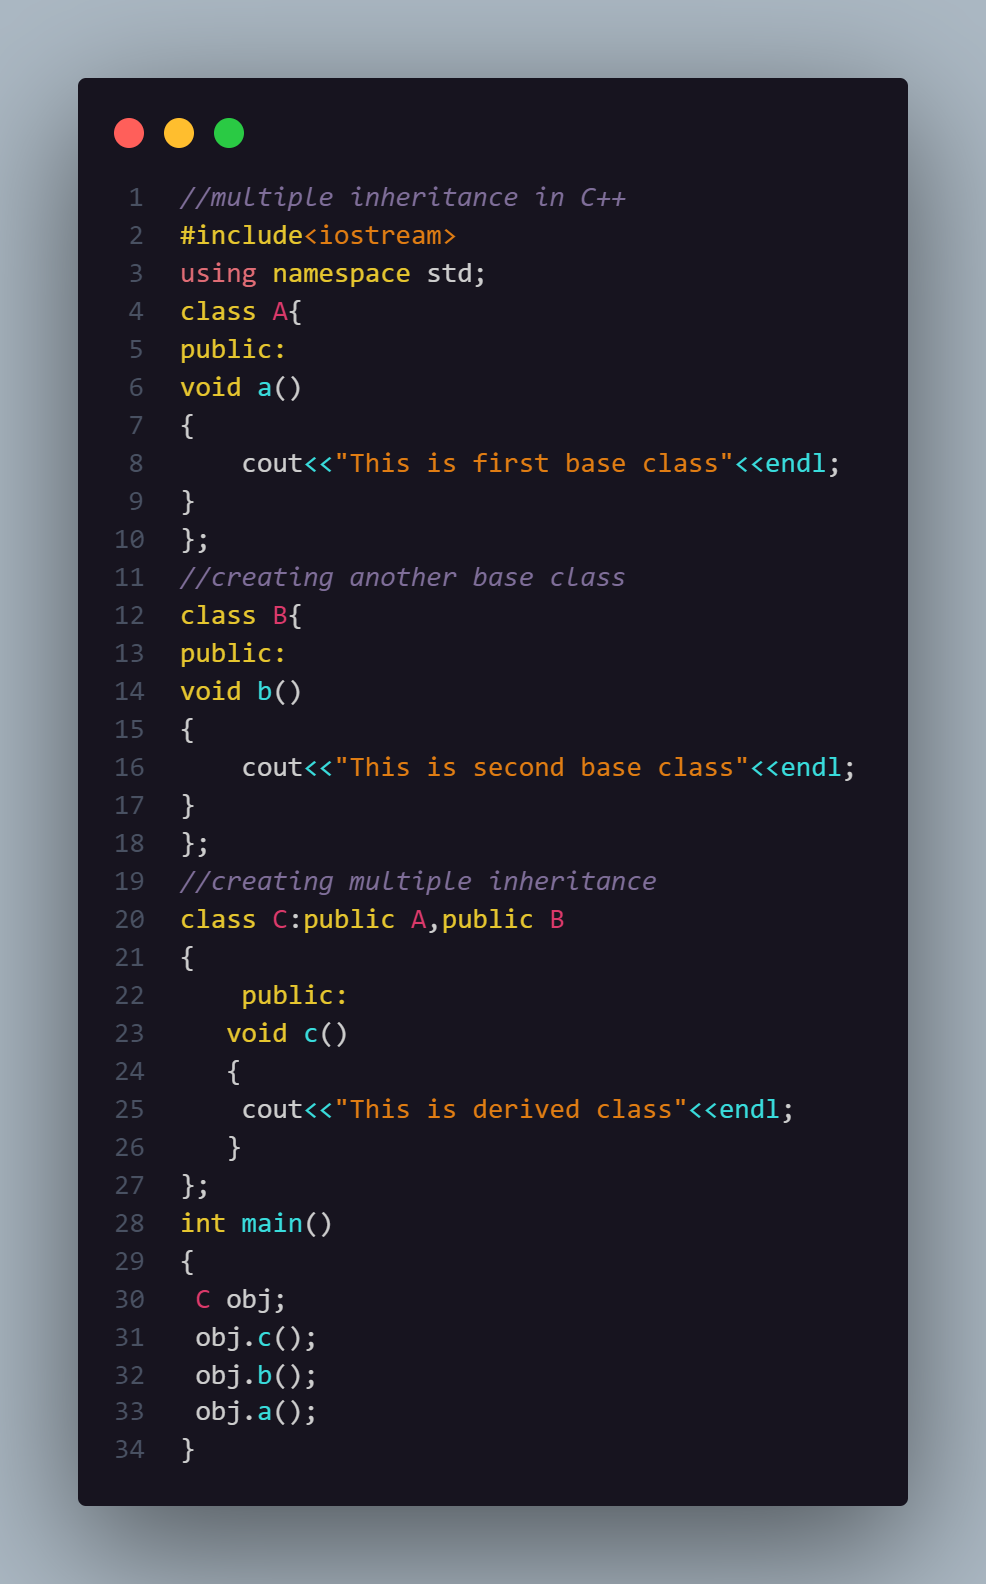 1 //multiple inheritance in C++
2 #include<iostream>
3 using namespace std;
4 class A{
5 public:
6 void a()
7 {
8     cout<<"This is first base class"<<endl;
9 }
10 };
11 //creating another base class
12 class B{
13 public:
14 void b()
15 {
16     cout<<"This is second base class"<<endl;
17 }
18 };
19 //creating multiple inheritance
20 class C:public A,public B
21 {
22     public:
23    void c()
24    {
25     cout<<"This is derived class"<<endl;
26    }
27 };
28 int main()
29 {
30  C obj;
31  obj.c();
32  obj.b();
33  obj.a();
34 }